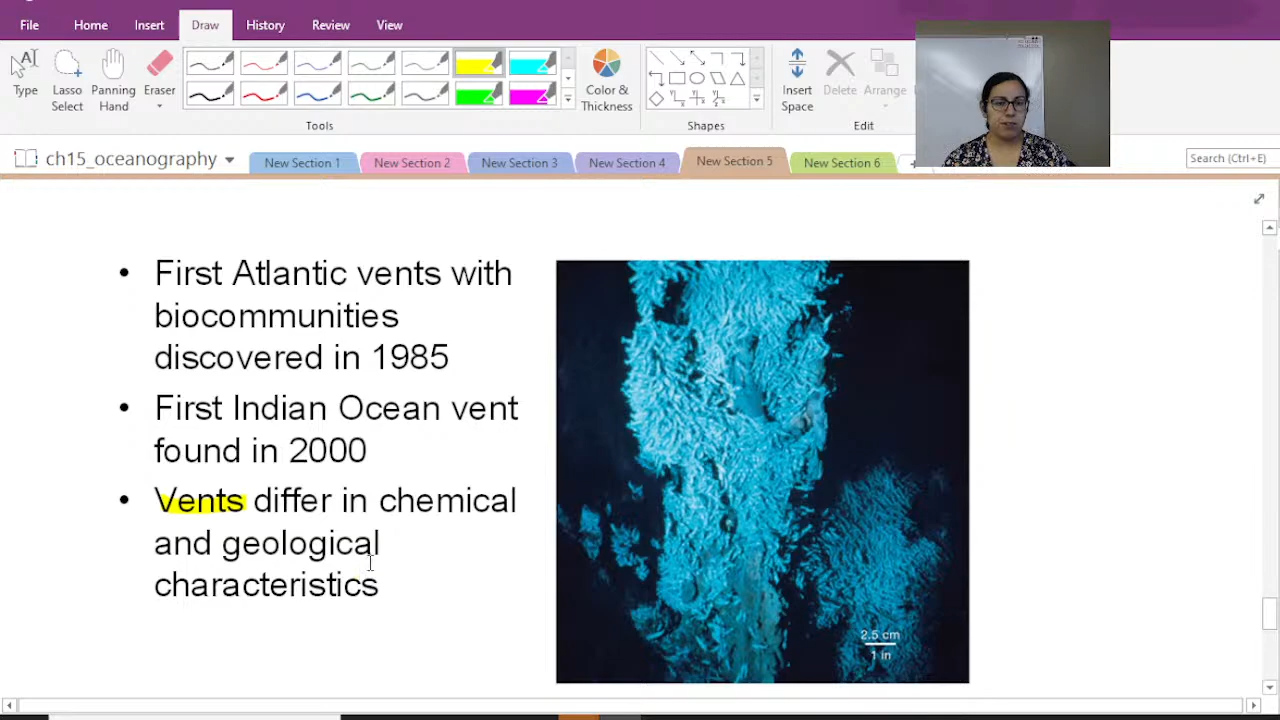 File Home Insert Draw History Review View
Type
Lasso Select
Panning Hand
Eraser
Color & Thickness
Insert Space
Delete
Arrange
Tools
Shapes
Edit
ch15_oceanography
New Section 1
New Section 2
New Section 3
New Section 4
New Section 5
New Section 6
Search (Ctrl+E)
• First Atlantic vents with
biocommunities
discovered in 1985
• First Indian Ocean vent
found in 2000
• Vents differ in chemical
and geological
characteristics
2.5 cm
1 in